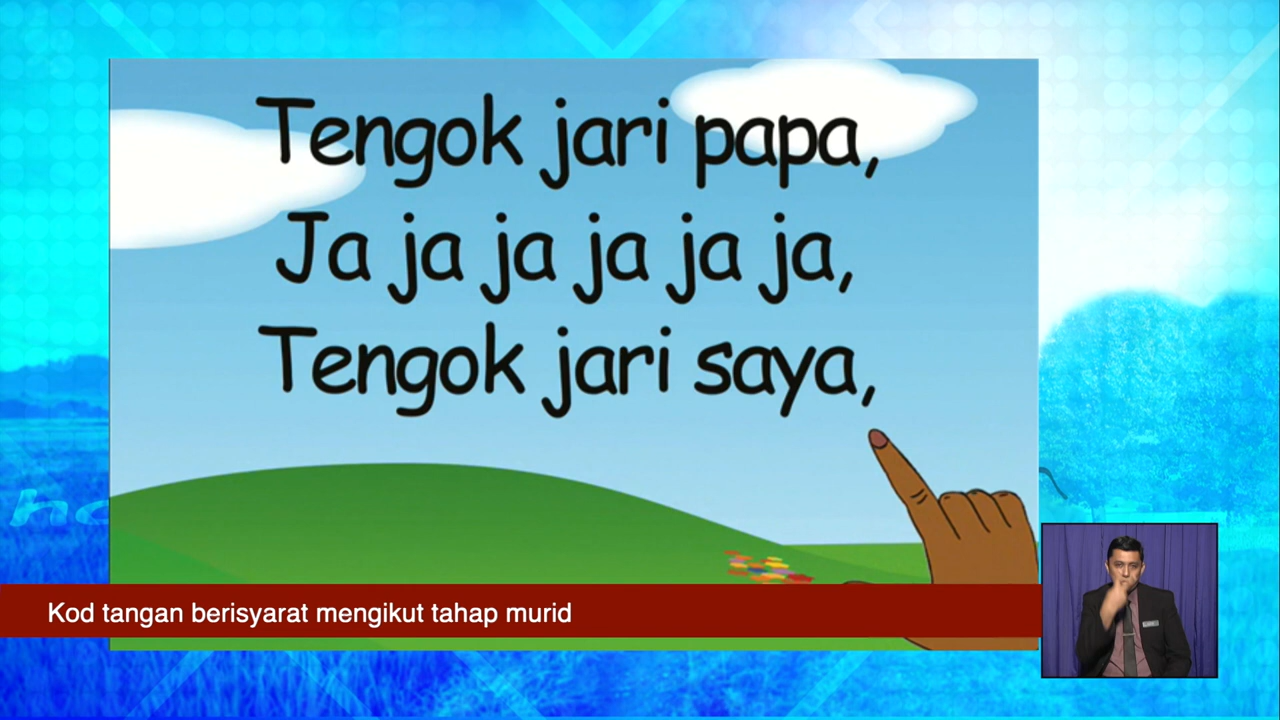 Tengok jari papa,
Ja ja ja ja ja ja,
Tengok jari saya,
Kod tangan berisyarat mengikut tahap murid